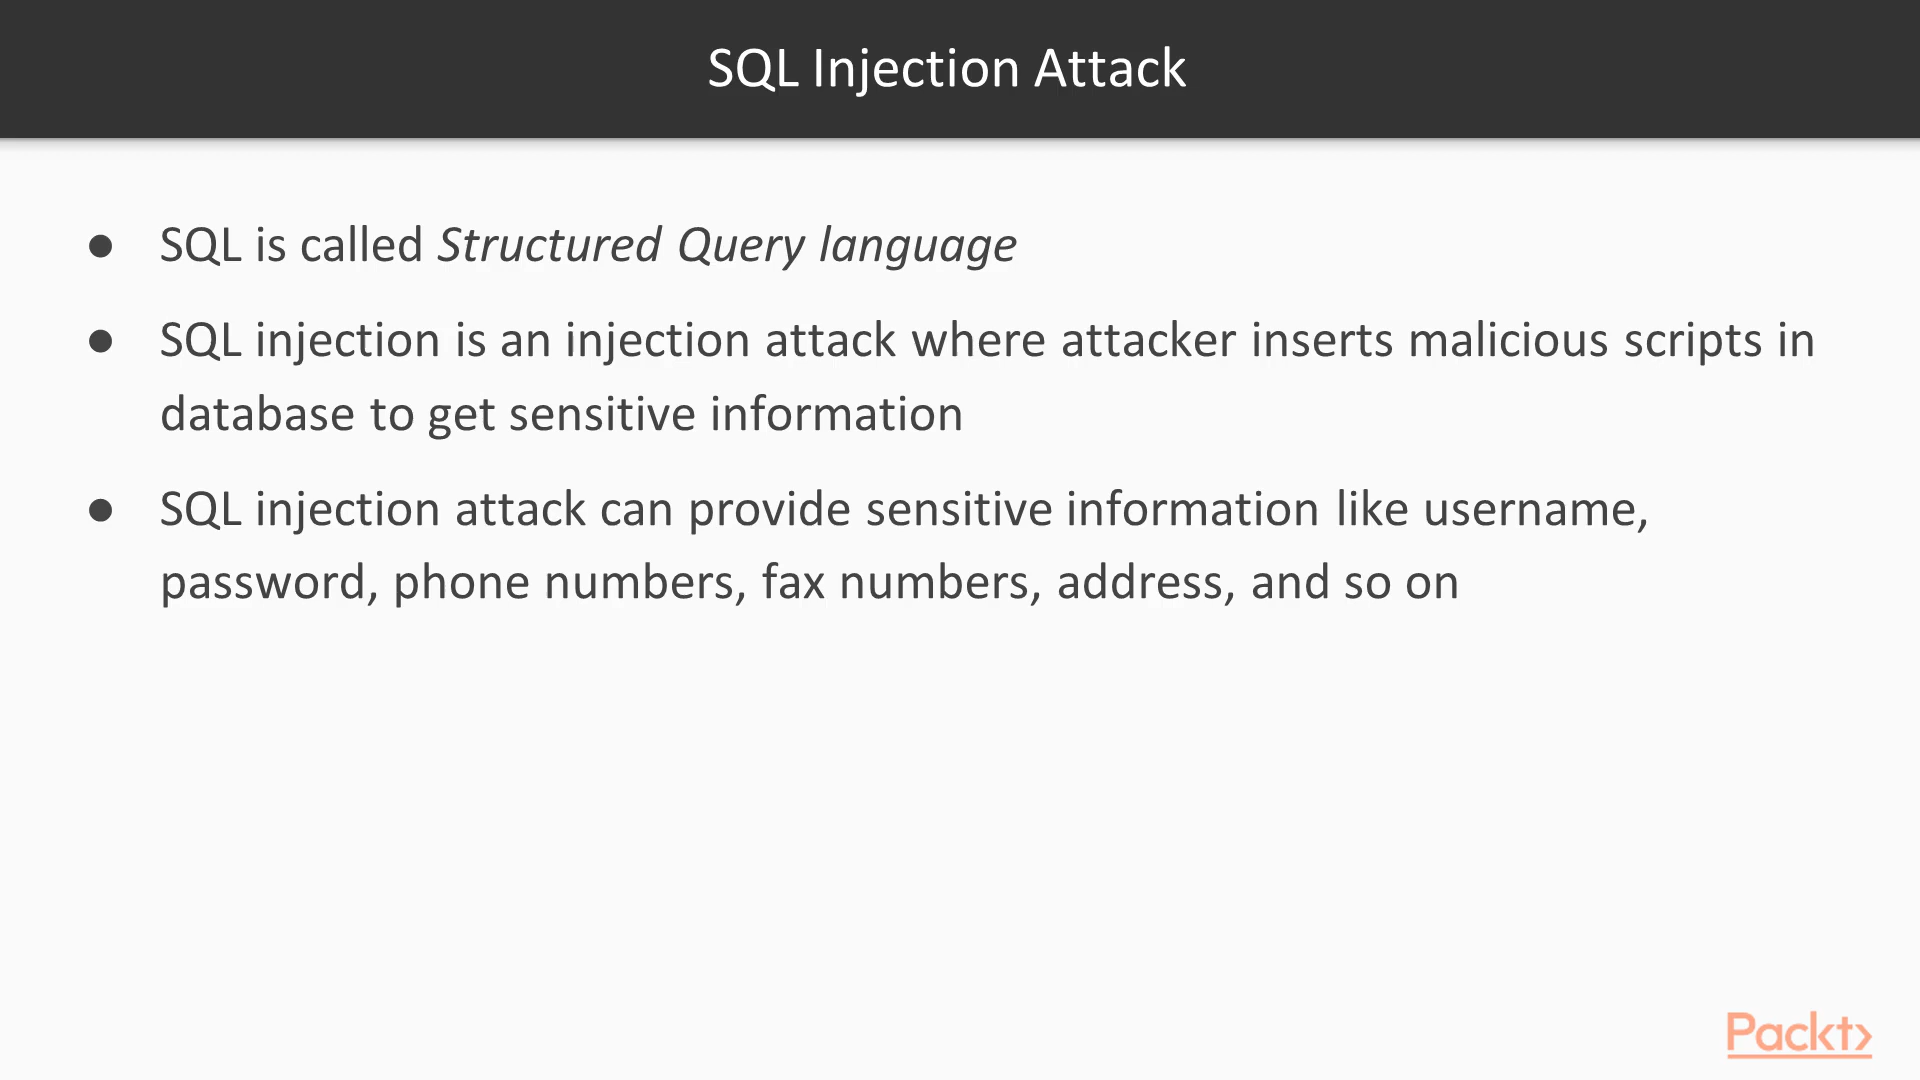 SQL Injection Attack
● SQL is called Structured Query language
● SQL injection is an injection attack where attacker inserts malicious scripts in
database to get sensitive information
● SQL injection attack can provide sensitive information like username,
password, phone numbers, fax numbers, address, and so on
Packt>